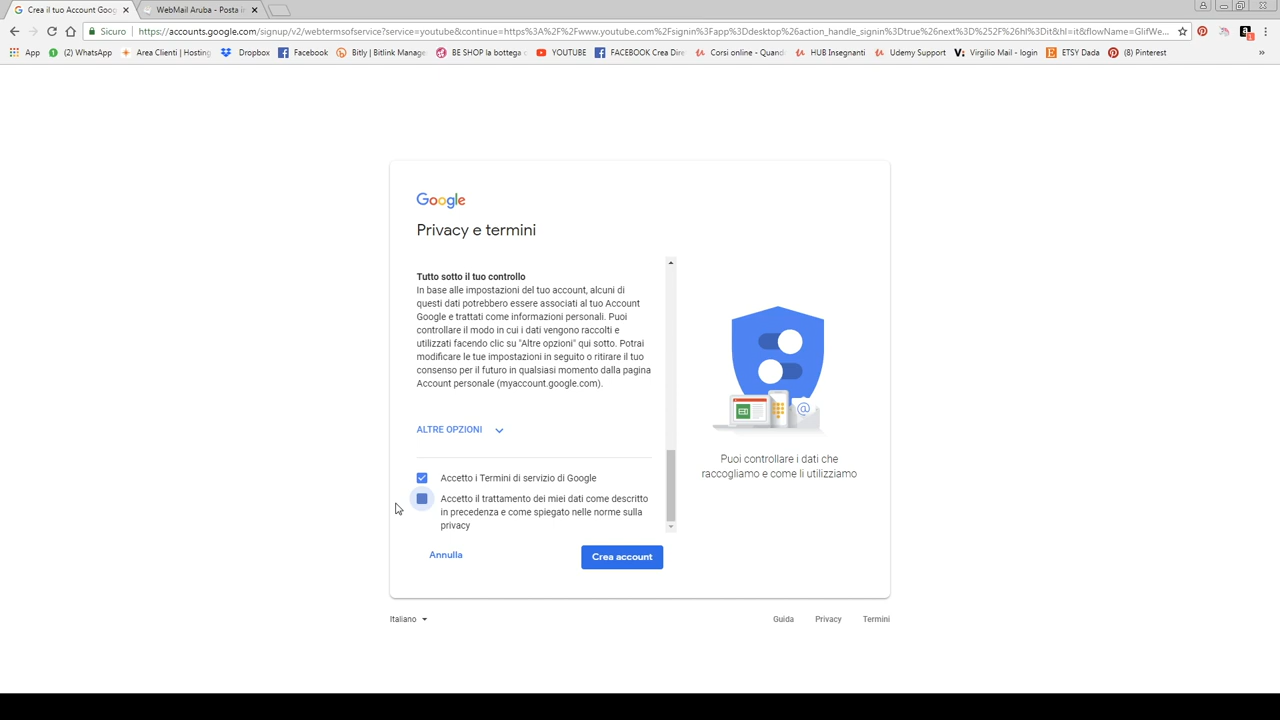 Crea il tuo Account Goog
WebMail Aruba - Posta in
Sicuro
https://accounts.google.com/signup/v2/webtermsofservice?service=youtube&continue=https%3A%2F%2Fwww.youtube.com%2Fsignin%3Fapp%3Ddesktop%26action_handle_signin%3Dtrue%26next%3D%252F%26hl%3Dit&hl=it&flowName=GlifWe...
App
(2) WhatsApp
Area Clienti | Hosting
Dropbox
Facebook
Bitly | Bitlink Manage
BE SHOP la bottega c
YOUTUBE
FACEBOOK Crea Dire
Corsi online - Quand
HUB Insegnanti
Udemy Support
Virgilio Mail - login
ETSY Dada
(8) Pinterest
»
Google
Privacy e termini
Tutto sotto il tuo controllo
In base alle impostazioni del tuo account, alcuni di
questi dati potrebbero essere associati al tuo Account
Google e trattati come informazioni personali. Puoi
controllare il modo in cui i dati vengono raccolti e
utilizzati facendo clic su "Altre opzioni" qui sotto. Potrai
modificare le tue impostazioni in seguito o ritirare il tuo
consenso per il futuro in qualsiasi momento dalla pagina
Account personale (myaccount.google.com).
ALTRE OPZIONI
Accetto i Termini di servizio di Google
Accetto il trattamento dei miei dati come descritto
in precedenza e come spiegato nelle norme sulla
privacy
Annulla
Crea account
@
Puoi controllare i dati che
raccogliamo e come li utilizziamo
Italiano
Guida
Privacy
Termini